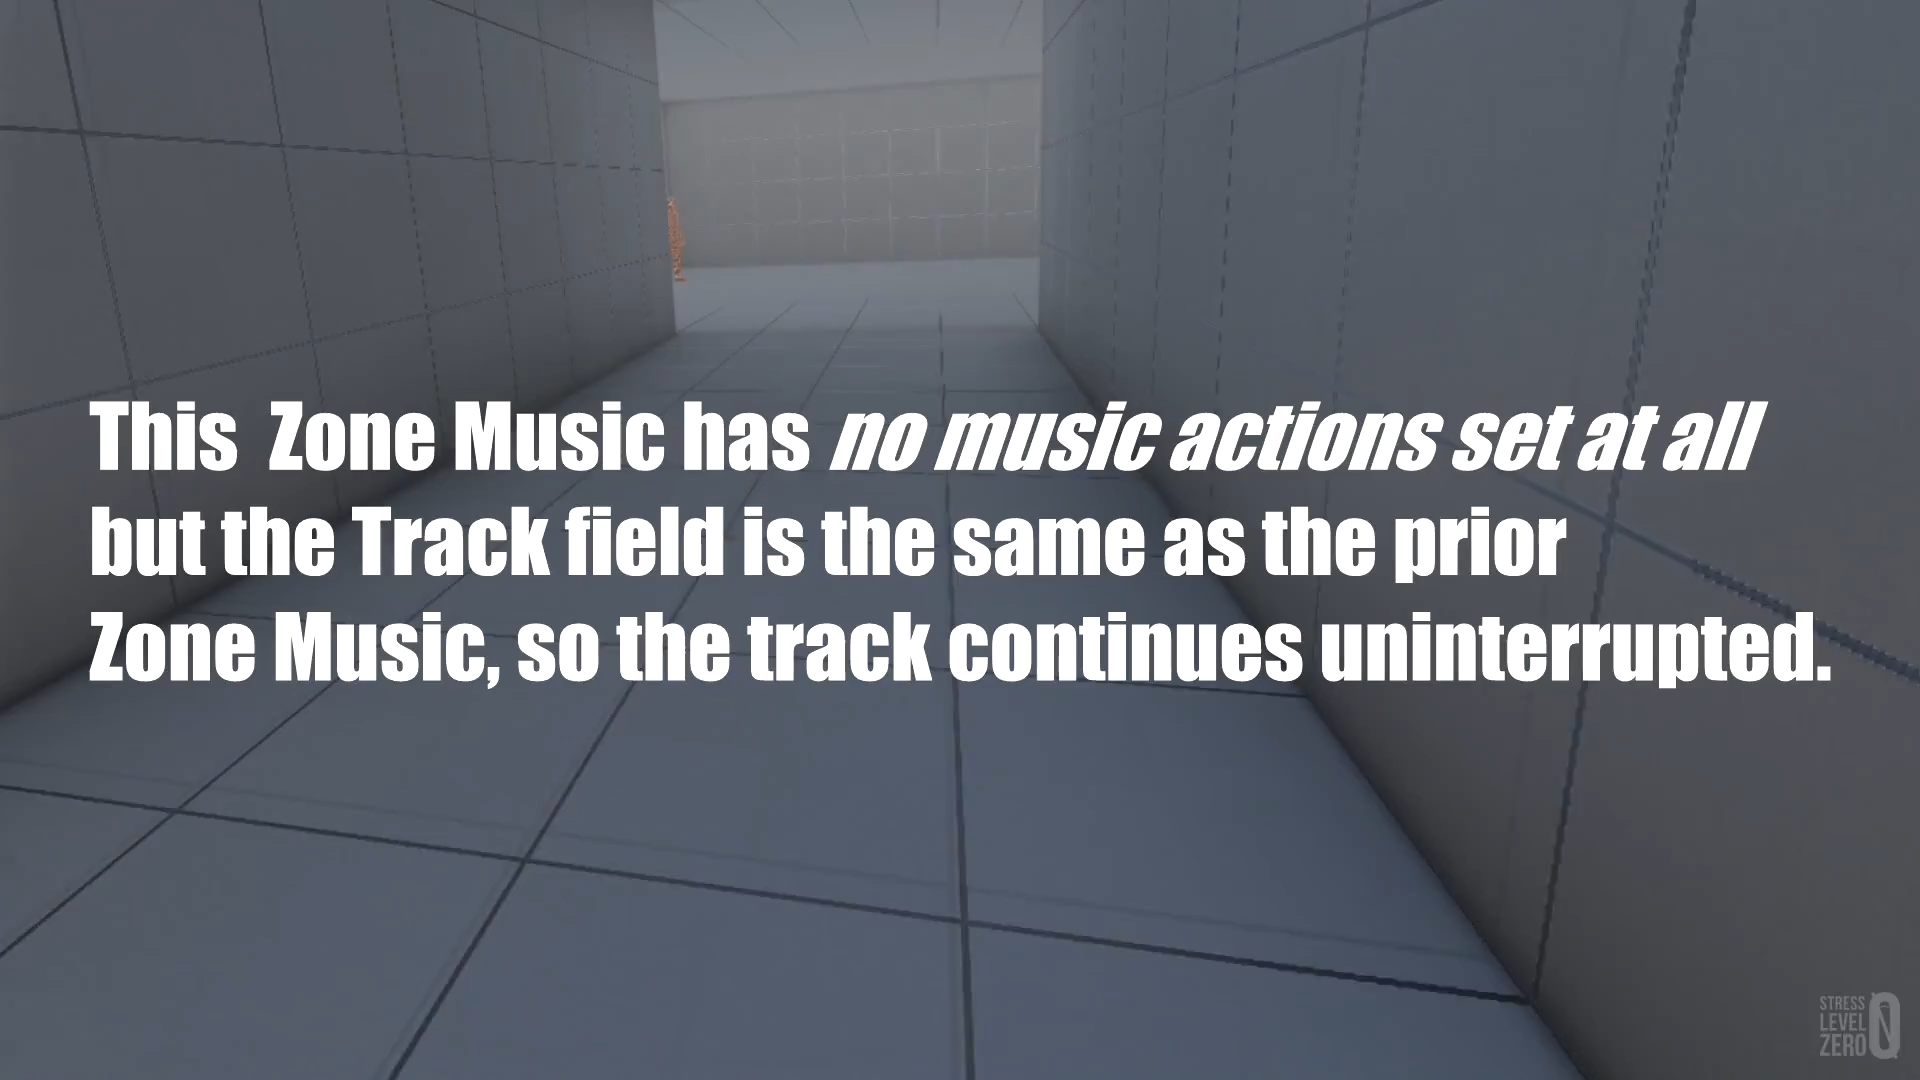 This  Zone Music has no music actions set at all
but the Track field is the same as the prior
Zone Music, so the track continues uninterrupted.
STRESS
LEVEL
ZERO